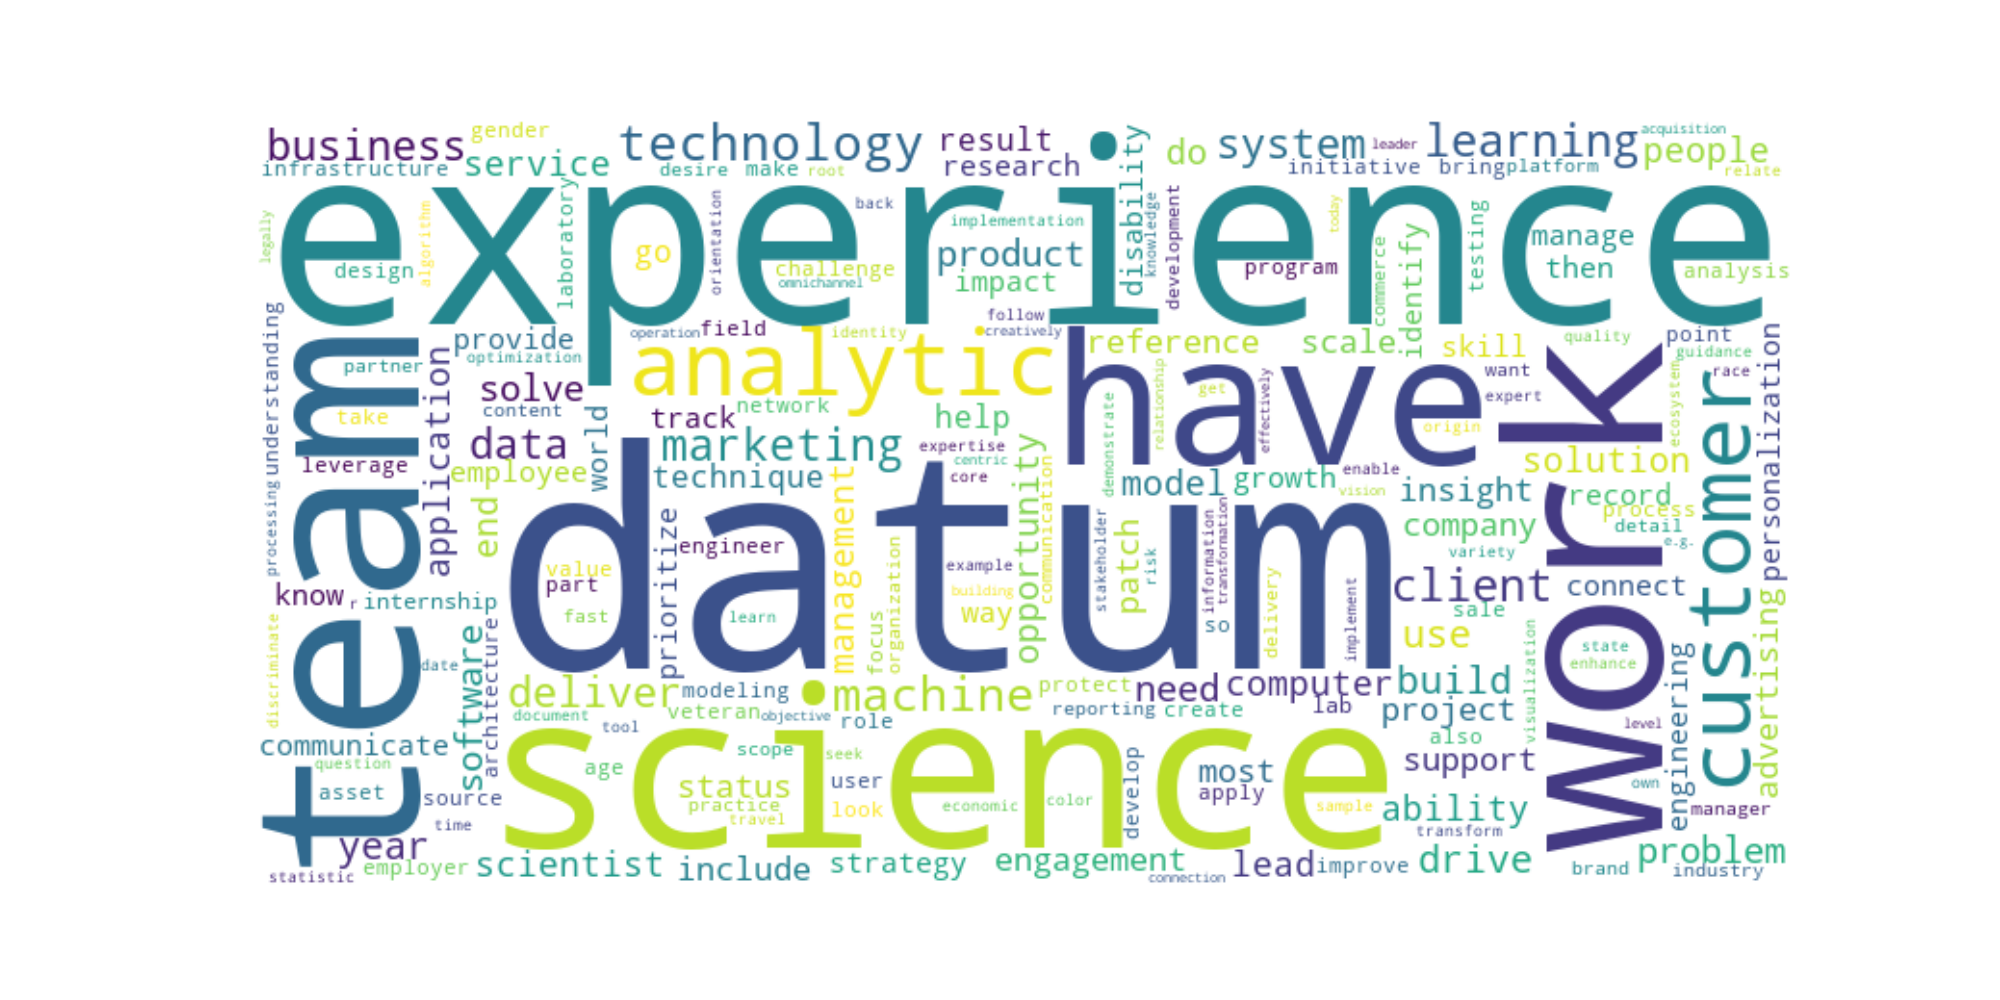 business
gender
technology
result
disability
do
system
leader
learning
acquisition
people
infrastructure
service
desire
make
root
research
initiative
bring
platform
relate
experience
legally
algorithm
laboratory
orientation
back
implementation
knowledge
development
today
commerce
identify
testing
manage
then
analysis
design
go
challenge
omnichannel
product
impact
program
team
understanding
provide
optimization
operation
field
identity
follow
creatively
analytic
have
reference
scale
skill
quality
point
guidance
race
work
partner
application
solve
content
world
track
network
help
relationship
get
effectively
want
expert
origin
ecosystem
customer
personalization
take
leverage
data
employee
marketing
technique
expertise
centric
core
opportunity
communication
demonstrate
model
growth
enable
vision
insight
solution
record
process
detail
e.g.
processing
end
datum
prioritize
engineer
management
organization
focus
example
building
way
stakeholder
patch
risk
information
transformation
so
delivery
implement
company
variety
client
connect
sale
use
value
part
fast
learn
know
r
internship
discriminate
date
software
architecture
deliver
modeling
machine
protect
need
computer
build
visualization
state
enhance
engineering
advertising
document
veteran
objective
tool
role
reporting
create
lab
project
also
level
communicate
question
science
scope
seek
age
status
practice
travel
user
look
economic
color
develop
most
apply
sample
support
own
asset
source
time
ability
transform
manager
year
statistic
employer
scientist
include
strategy
engagement
connection
lead
improve
drive
brand
problem
industry